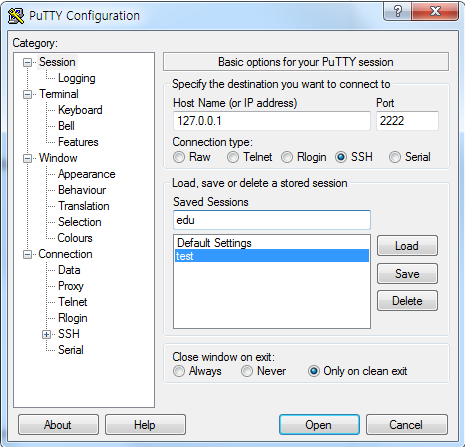 PuTTY Configuration
Category:
Session
Logging
Terminal
Keyboard
Bell
Features
Window
Appearance
Behaviour
Translation
Selection
Colours
Connection
Data
Proxy
Telnet
Rlogin
SSH
Serial
Basic options for your PuTTY session
Specify the destination you want to connect to
Host Name (or IP address) Port
127.0.0.1 2222
Connection type:
Raw Telnet Rlogin SSH Serial
Load, save or delete a stored session
Saved Sessions
edu
Default Settings
test
Load
Save
Delete
Close window on exit:
Always Never Only on clean exit
About Help Open Cancel